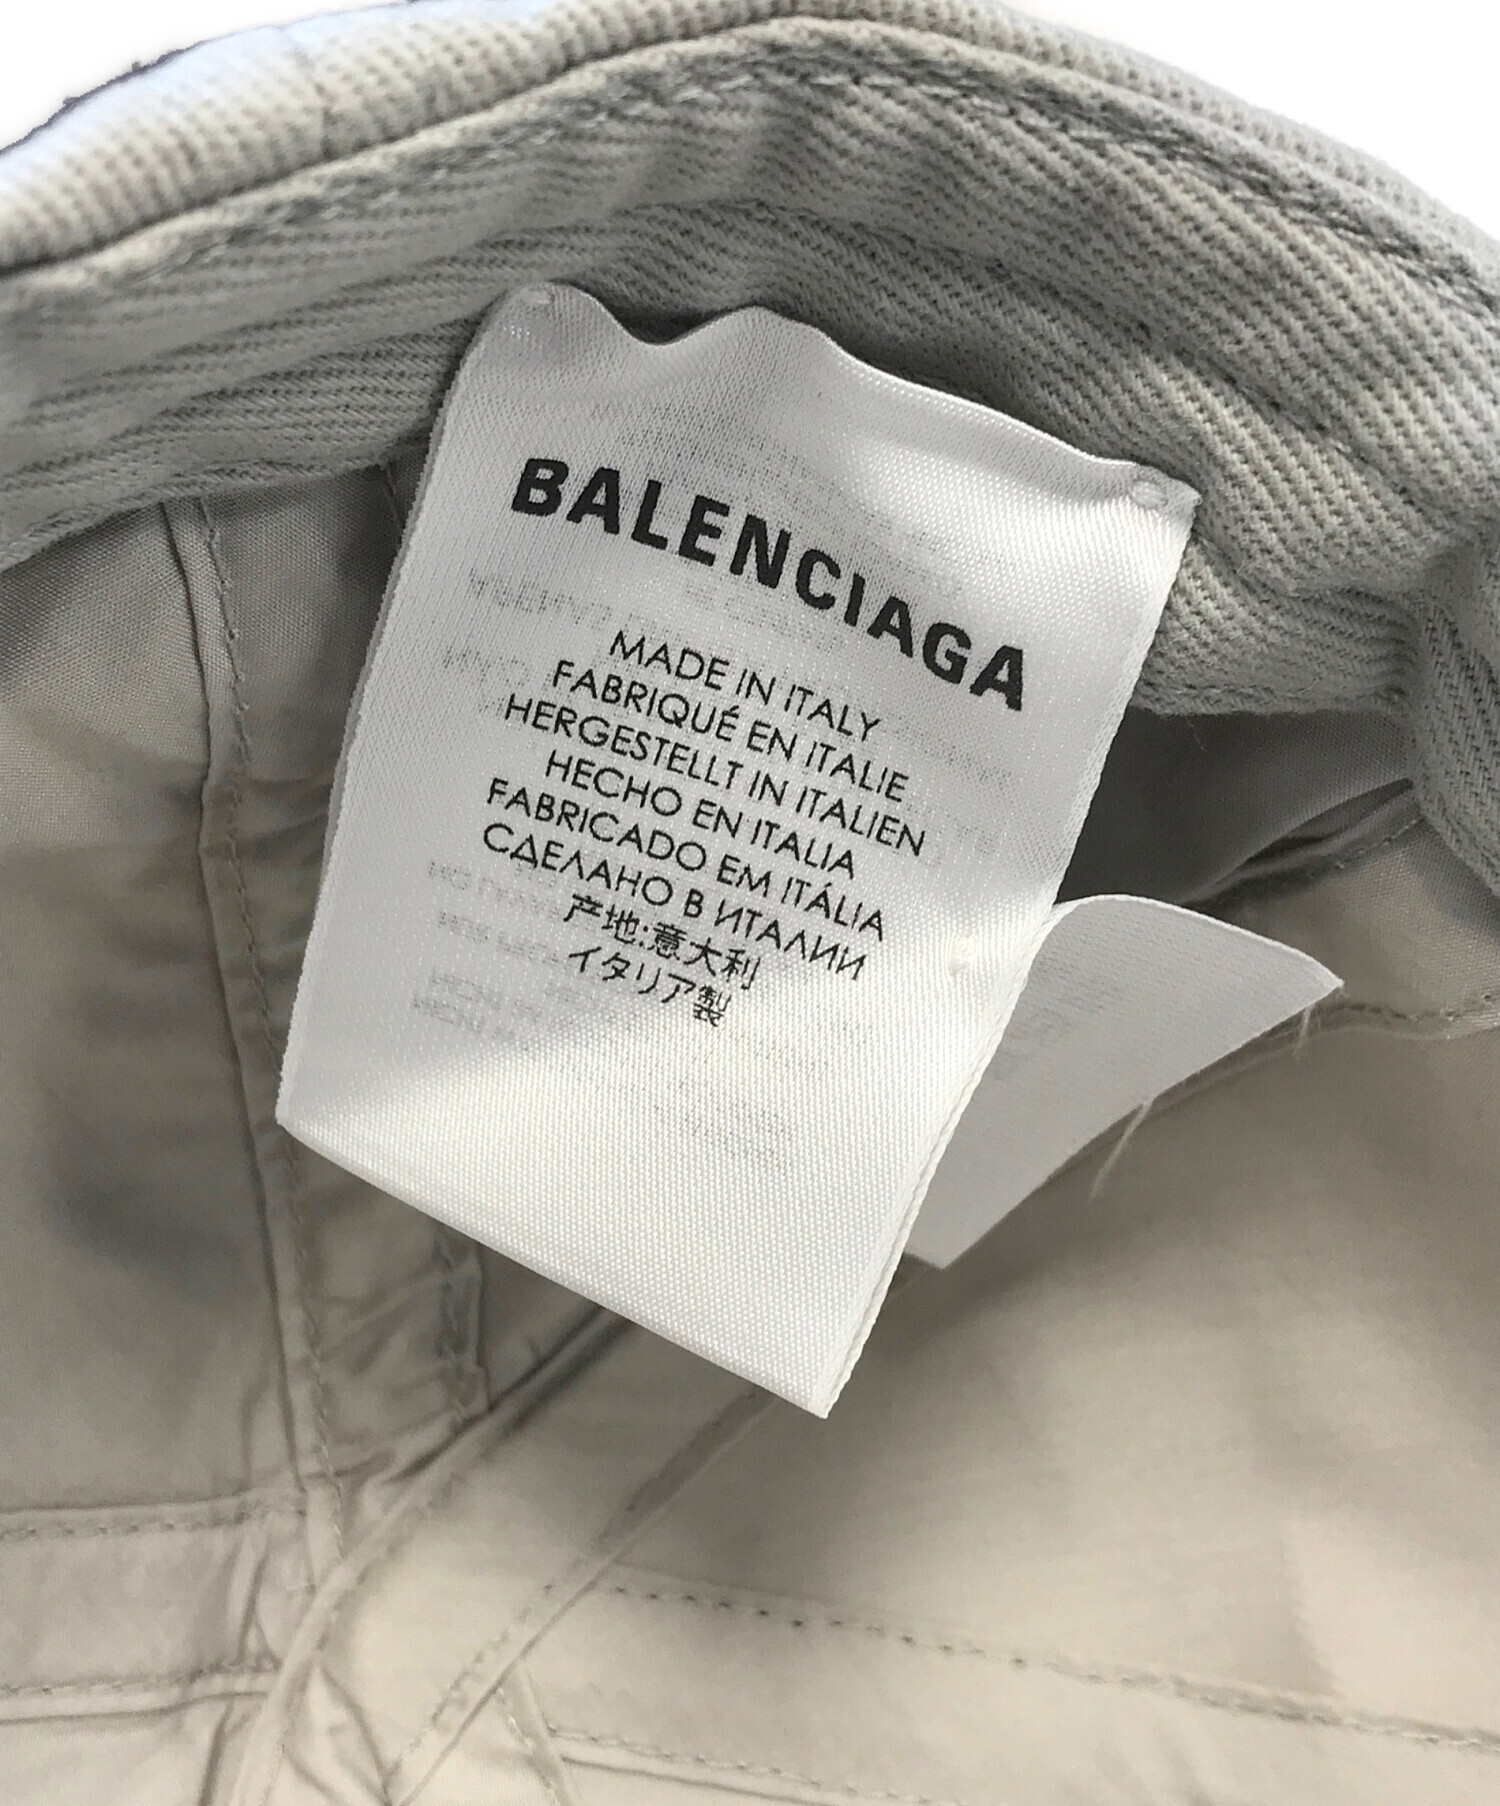 BALENCIAGA
MADE IN ITALY
FABRIQUÉ EN ITALIE
HERGESTELLT IN ITALIEN
HECHO EN ITALIA
FABRICADO EM ITÁLIA
СДЕЛАНО В ИТАЛИИ
产地:意大利
イタリア製